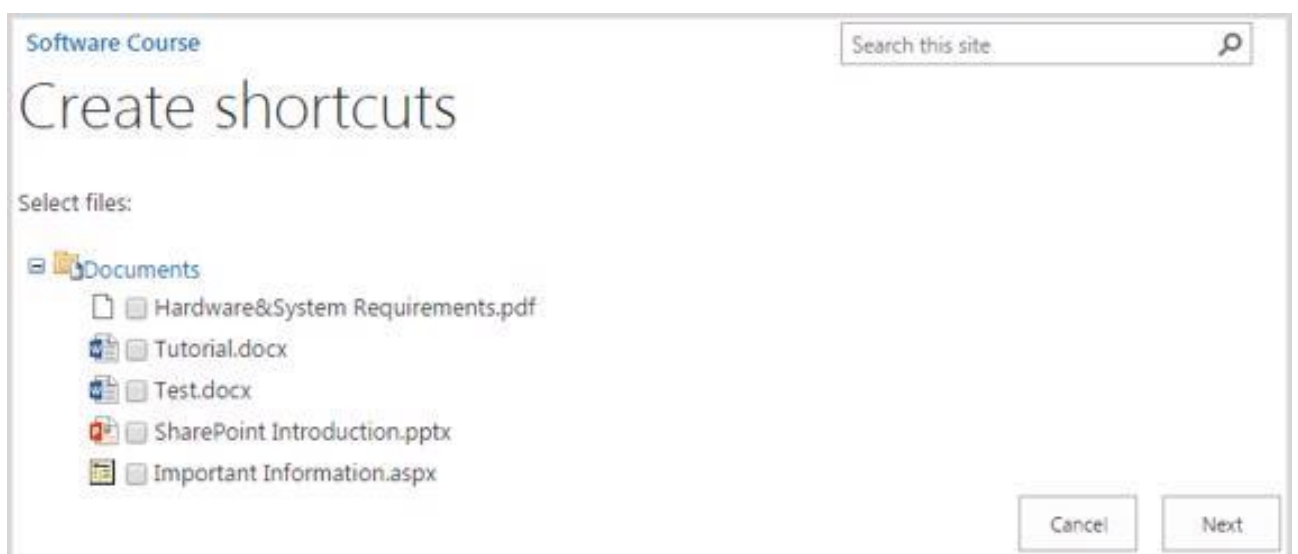 Software Course
Search this site
Create shortcuts
Select files:
Documents
Hardware&System Requirements.pdf
Tutorial.docx
Test.docx
SharePoint Introduction.pptx
Important Information.aspx
Cancel
Next